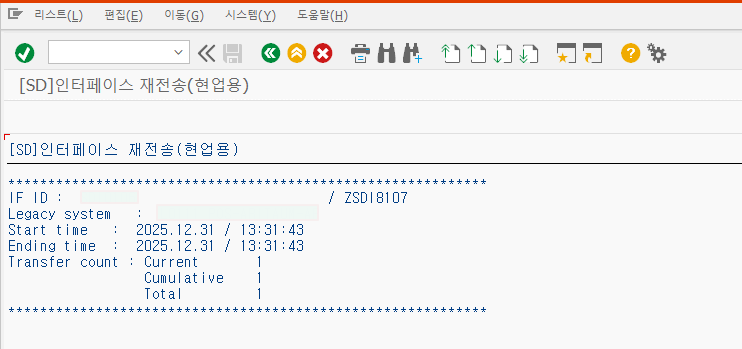 리스트(L) 편집(E) 이동(G) 시스템(Y) 도움말(H)
[SD]인터페이스 재전송(현업용)
[SD]인터페이스 재전송(현업용)
************************************************************
IF ID : / ZSDI8107
Legacy system :
Start time : 2025.12.31 / 13:31:43
Ending time : 2025.12.31 / 13:31:43
Transfer count : Current 1
Cumulative 1
Total 1
************************************************************